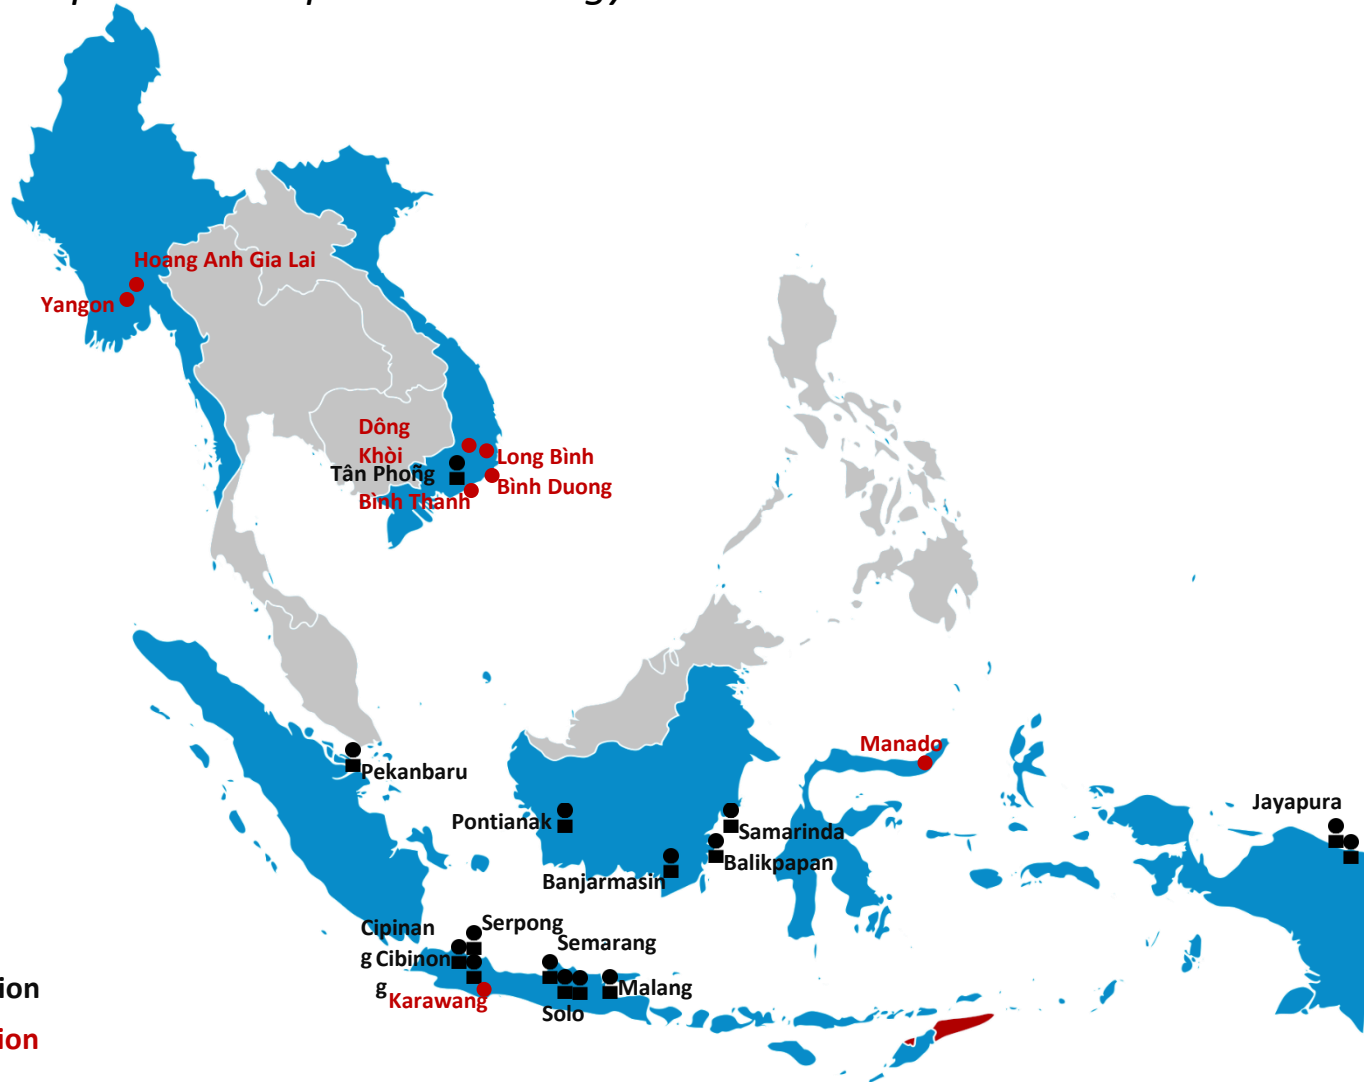 Hoang Anh Gia Lai
Yangon
Dông
Khòi
Long Bình
Tân Phong
Bình Duong
Bình Thanh
Manado
Pekanbaru
Jayapura
Pontianak
Samarinda
Balikpapan
Banjarmasin
Serpong
Cipinan
g
Cibinon
g
Semarang
Karawang
Malang
Solo
ion
ion